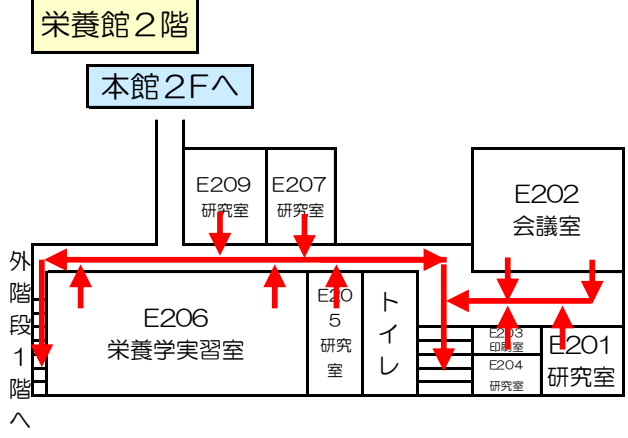 栄養館２階
本館２Fへ
E209
研究室
E207
研究室
E202
会議室
外階段１階へ
E206
栄養学実習室
E20
5
研究
室
トイレ
E203
印刷室
E204
研究室
E201
研究室